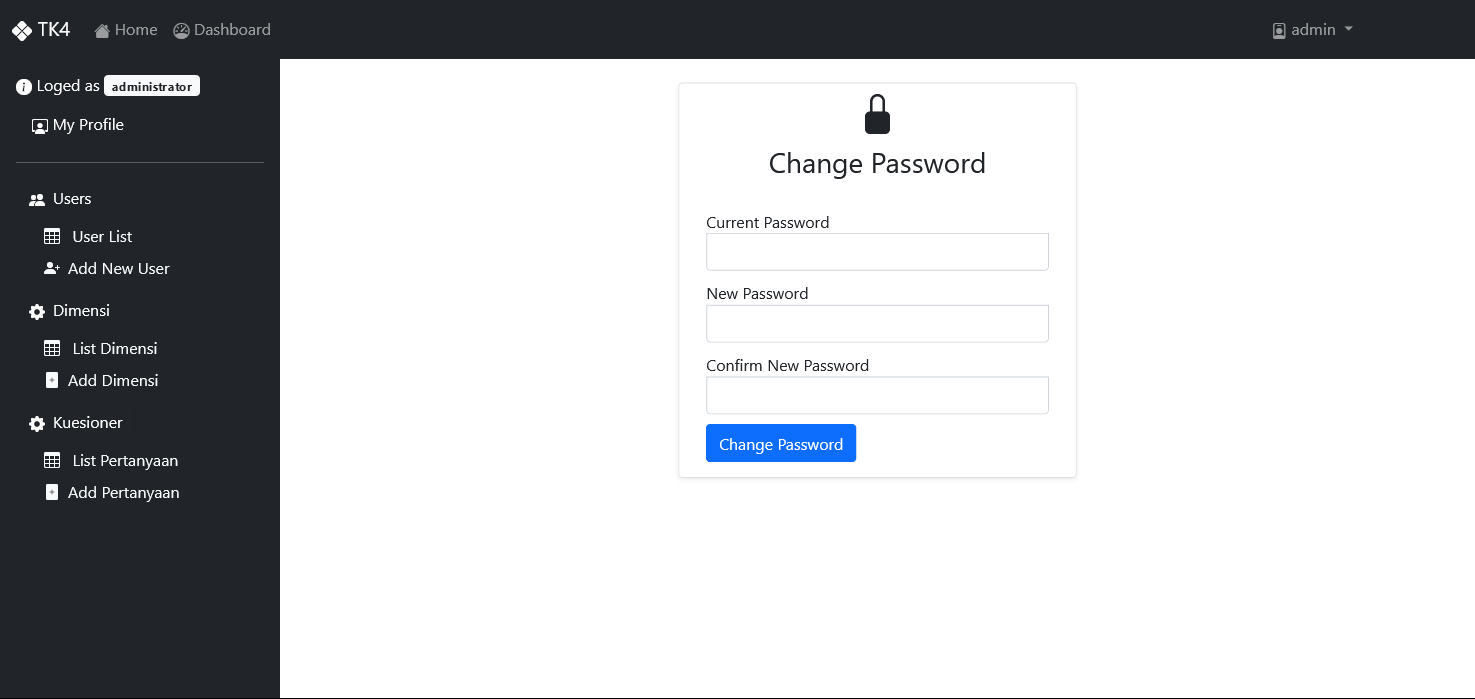 TK4 Home Dashboard admin
Loged as administrator
My Profile
Users
User List
Add New User
Dimensi
List Dimensi
Add Dimensi
Kuesioner
List Pertanyaan
Add Pertanyaan
Change Password
Current Password
New Password
Confirm New Password
Change Password